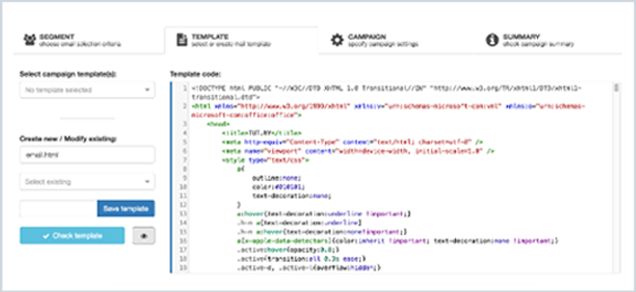 SEGMENT
choose email selection criteria
TEMPLATE
select or create mail template
CAMPAIGN
specify campaign settings
SUMMARY
check campaign summary
Select campaign template(s):
No template selected
Create new / Modify existing:
email.html
Select existing
Save template
Check template
Template code:
1 <!DOCTYPE html PUBLIC "-//W3C//DTD XHTML 1.0 Transitional//EN" "http://www.w3.org/TR/xhtml1/DTD/xhtml1-
transitional.dtd">
2 <html xmlns="http://www.w3.org/1999/xhtml" xmlns:v="urn:schemas-microsoft-com:vml" xmlns:o="urn:schemas-
microsoft-com:office:office">
3 <head>
4 <title>TUT.BY</title>
5 <meta http-equiv="Content-Type" content="text/html; charset=utf-8" />
6 <meta name="viewport" content="width=device-width, initial-scale=1.0" />
7 <style type="text/css">
8 a{
9 outline:none;
10 color:#010101;
11 text-decoration:none;
12 }
13 a:hover{text-decoration:underline !important;}
14 a{text-decoration:underline}
15 a:hover{text-decoration:none!important;}
16 a[x-apple-data-detectors]{color:inherit !important; text-decoration:none !important;}
17 .active:hover{opacity:0.8;}
18 .active{transition:all 0.3s ease;}
19